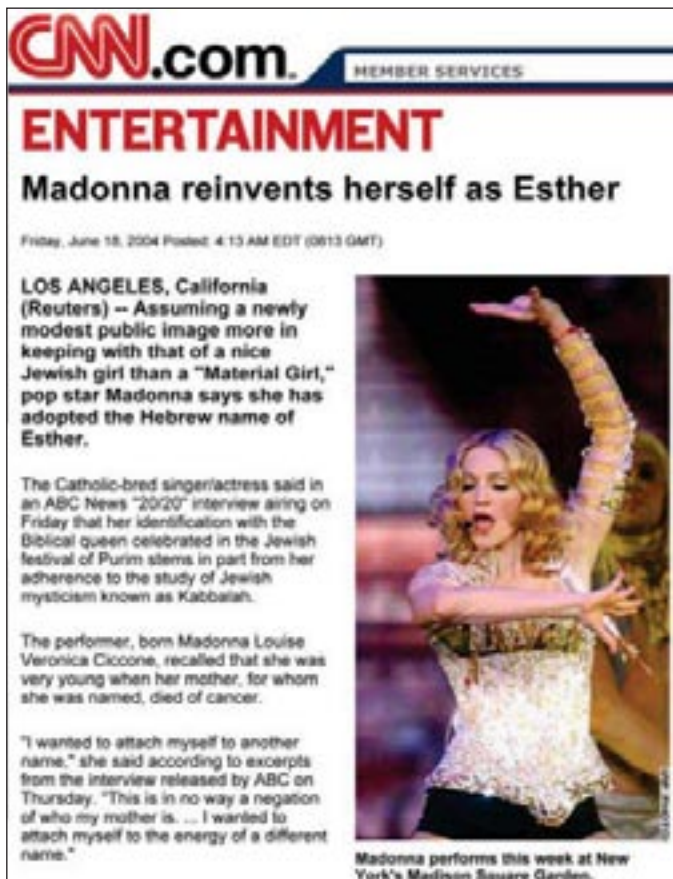 CNN.com
MEMBER SERVICES
ENTERTAINMENT
Madonna reinvents herself as Esther
Friday, June 18, 2004 Posted: 4:13 AM EDT (0813 GMT)
LOS ANGELES, California
(Reuters) -- Assuming a newly
modest public image more in
keeping with that of a nice
Jewish girl than a "Material Girl,"
pop star Madonna says she has
adopted the Hebrew name of
Esther.
The Catholic-bred singer/actress said in
an ABC News "20/20" interview airing on
Friday that her identification with the
Biblical queen celebrated in the Jewish
festival of Purim stems in part from her
adherence to the study of Jewish
mysticism known as Kabbalah.
The performer, born Madonna Louise
Veronica Ciccone, recalled that she was
very young when her mother, for whom
she was named, died of cancer.
"I wanted to attach myself to another
name," she said according to excerpts
from the interview released by ABC on
Thursday. "This is in no way a negation
of who my mother is. ... I wanted to
attach myself to the energy of a different
name."
Madonna performs this week at New
York's Madison Square Garden.